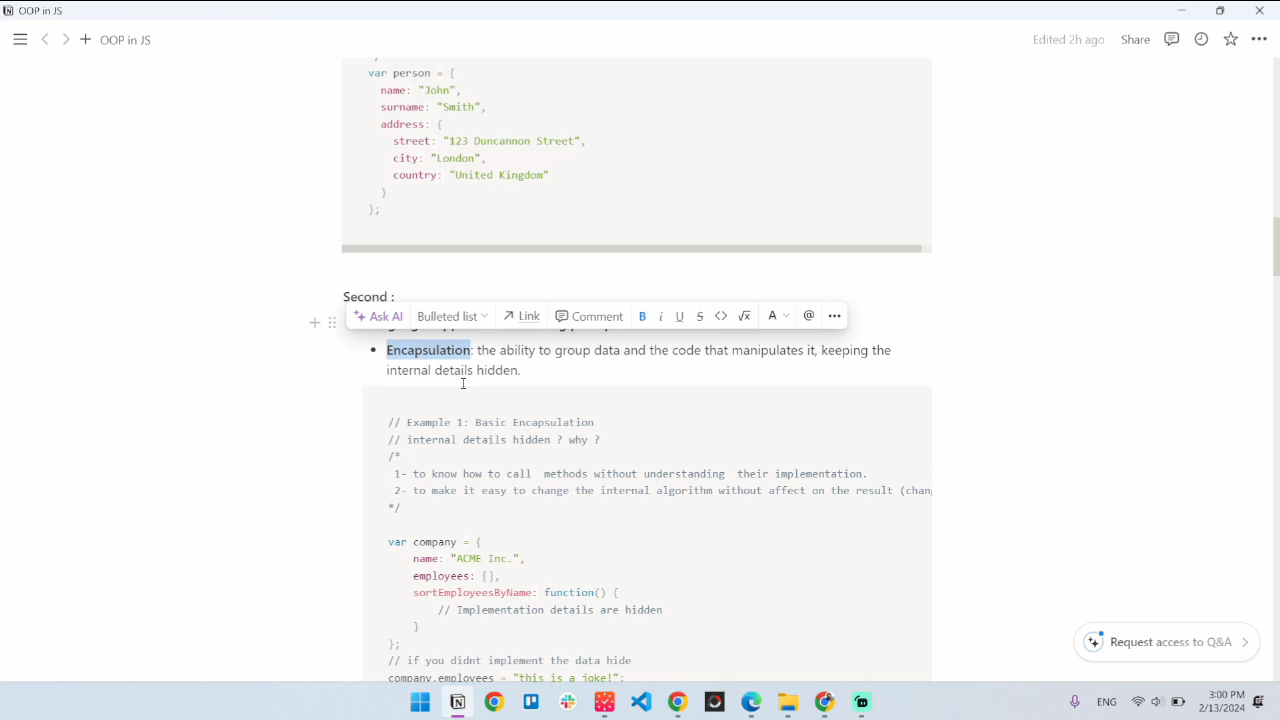 OOP in JS
OOP in JS
Edited 2h ago
Share
var person = {
name: "John",
surname: "Smith",
address: {
street: "123 Duncannon Street",
city: "London",
country: "United Kingdom"
}
};
Second :
Ask AI Bulleted list Link Comment B i U S <> √x A @ •••
• Encapsulation: the ability to group data and the code that manipulates it, keeping the
internal details hidden.
// Example 1: Basic Encapsulation
// internal details hidden ? why ?
/*
1- to know how to call  methods without understanding  their implementation.
2- to make it easy to change the internal algorithm without affect on the result (chan
*/
var company = {
name: "ACME Inc.",
employees: [],
sortEmployeesByName: function() {
// Implementation details are hidden
}
};
// if you didnt implement the data hide
company.employees = "this is a joke!";
Request access to Q&A
ENG
3:00 PM
2/13/2024